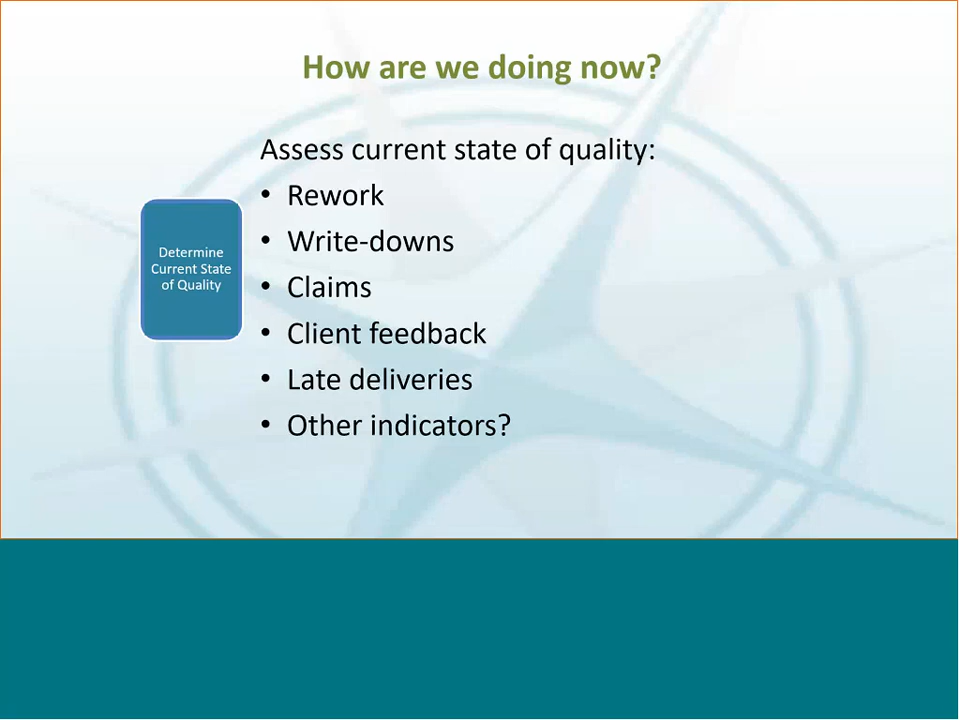 How are we doing now?
Assess current state of quality:
• Rework
• Write-downs
• Claims
• Client feedback
• Late deliveries
• Other indicators?
Determine
Current State
of Quality